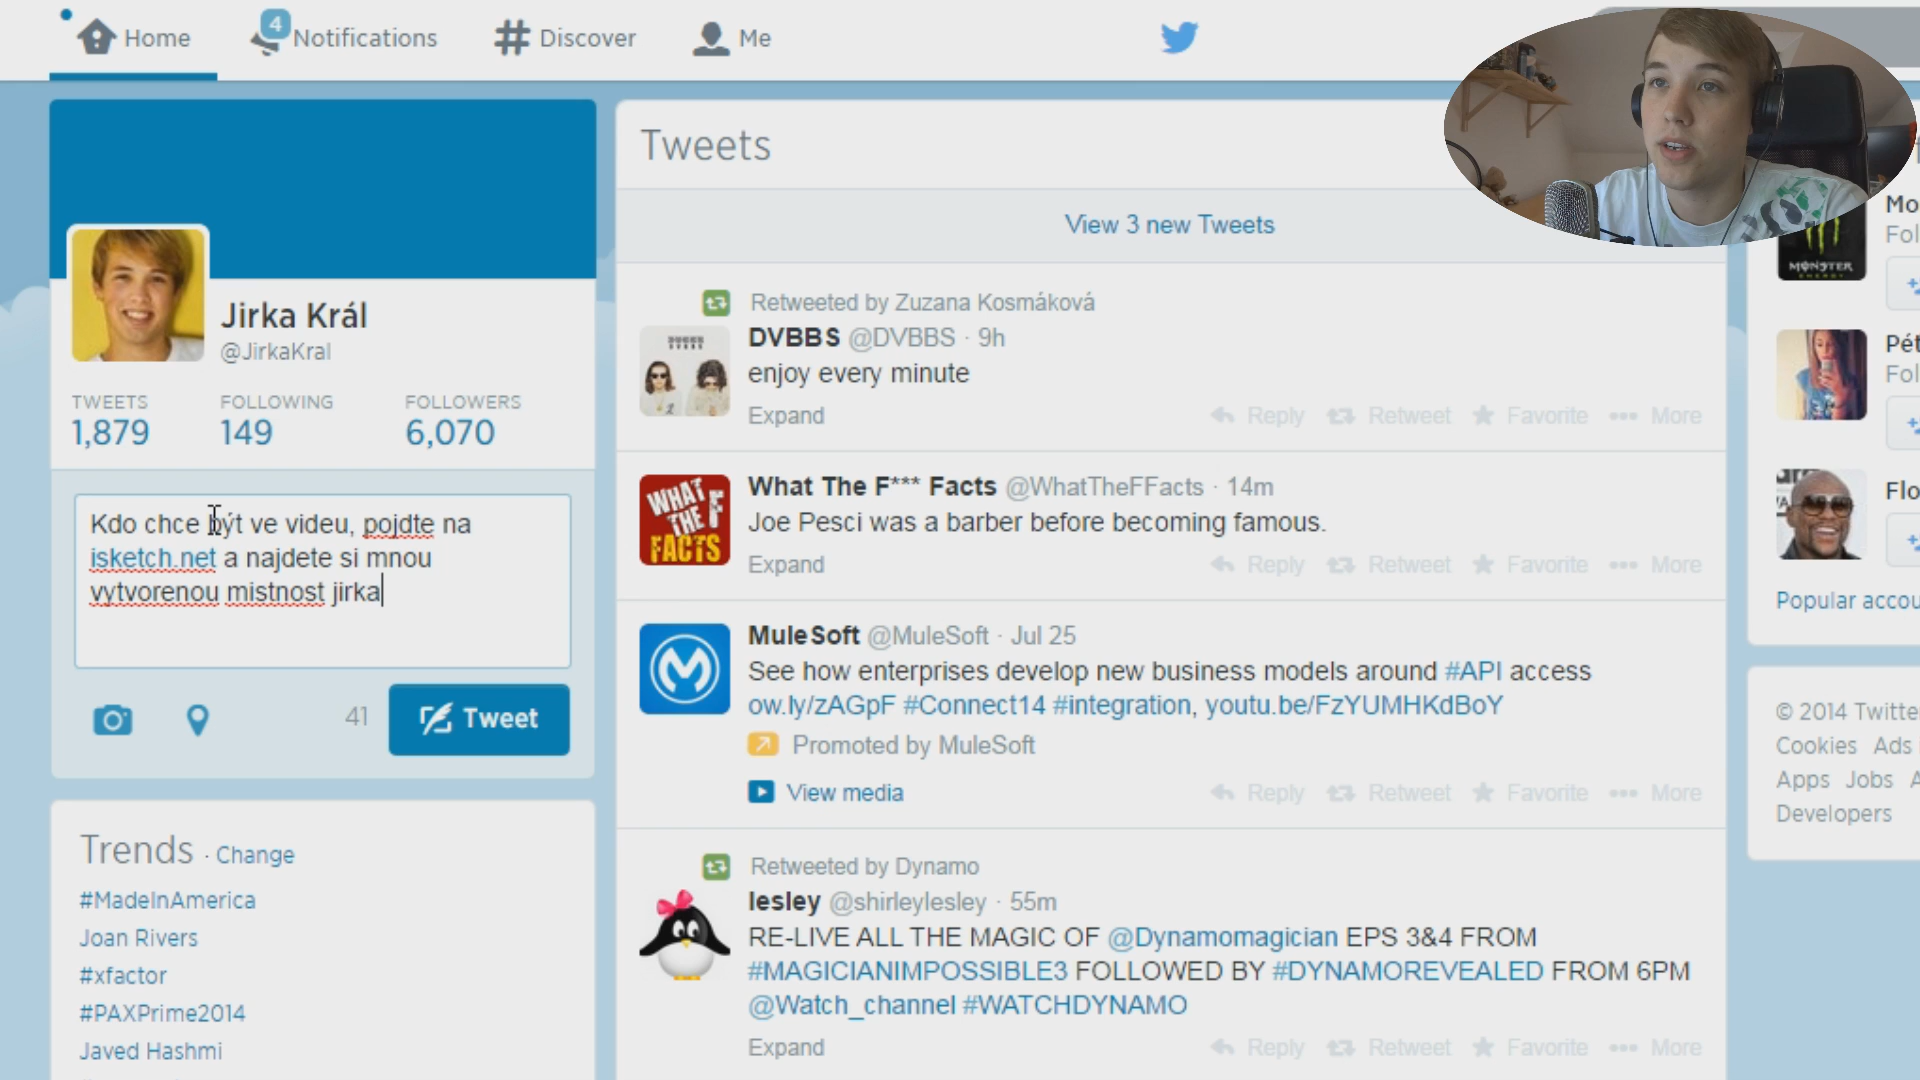 Home
4
Notifications
Discover
Me
Jirka Král
@JirkaKral
TWEETS
FOLLOWING
FOLLOWERS
1,879
149
6,070
Kdo chce být ve videu, pojdte na
isketch.net a najdete si mnou
vytvorenou mistnost jirka
41
Tweet
Trends · Change
#MadeInAmerica
Joan Rivers
#xfactor
#PAXPrime2014
Javed Hashmi
Tweets
View 3 new Tweets
Retweeted by Zuzana Kosmáková
DVBBS @DVBBS · 9h
enjoy every minute
Expand
Reply Retweet Favorite More
WHAT THE F FACTS
What The F*** Facts @WhatTheFFacts · 14m
Joe Pesci was a barber before becoming famous.
Expand
Reply Retweet Favorite More
MuleSoft @MuleSoft · Jul 25
See how enterprises develop new business models around #API access
ow.ly/zAGpF #Connect14 #integration, youtu.be/FzYUMHKdBoY
Promoted by MuleSoft
View media
Reply Retweet Favorite More
Retweeted by Dynamo
lesley @shirleylesley · 55m
RE-LIVE ALL THE MAGIC OF @Dynamomagician EPS 3&4 FROM
#MAGICIANIMPOSSIBLE3 FOLLOWED BY #DYNAMOREVEALED FROM 6PM
@Watch_channel #WATCHDYNAMO
Expand
Reply Retweet Favorite More
MONSTER
Mo
Fol
Pét
Fol
Flo
Popular accou
© 2014 Twitte
Cookies Ads
Apps Jobs A
Developers